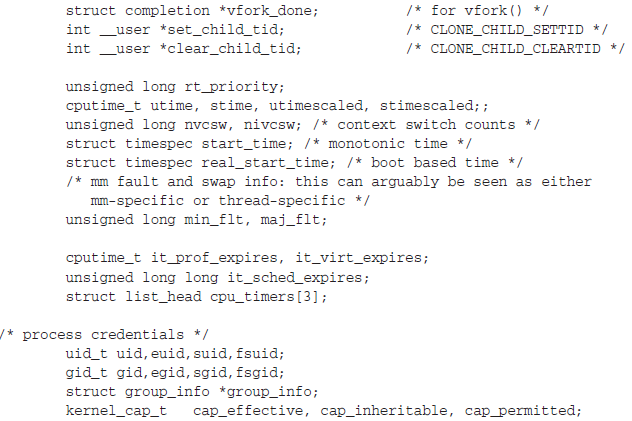 struct completion *vfork_done; /* for vfork() */
int __user *set_child_tid; /* CLONE_CHILD_SETTID */
int __user *clear_child_tid; /* CLONE_CHILD_CLEARTID */
unsigned long rt_priority;
cputime_t utime, stime, utimescaled, stimescaled;;
unsigned long nvcsw, nivcsw; /* context switch counts */
struct timespec start_time; /* monotonic time */
struct timespec real_start_time; /* boot based time */
/* mm fault and swap info: this can arguably be seen as either
mm-specific or thread-specific */
unsigned long min_flt, maj_flt;
cputime_t it_prof_expires, it_virt_expires;
unsigned long long it_sched_expires;
struct list_head cpu_timers[3];
/* process credentials */
uid_t uid,euid,suid,fsuid;
gid_t gid,egid,sgid,fsgid;
struct group_info *group_info;
kernel_cap_t cap_effective, cap_inheritable, cap_permitted;